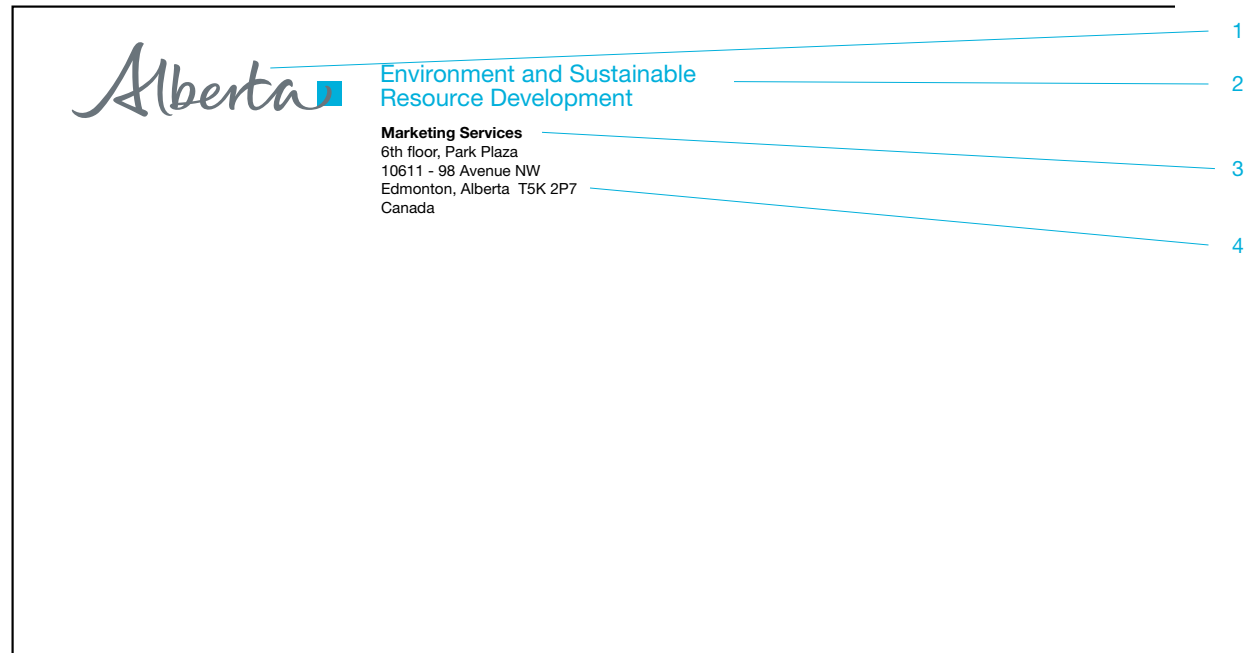 Alberta
Environment and Sustainable
Resource Development
Marketing Services
6th floor, Park Plaza
10611 - 98 Avenue NW
Edmonton, Alberta  T5K 2P7
Canada
1
2
3
4